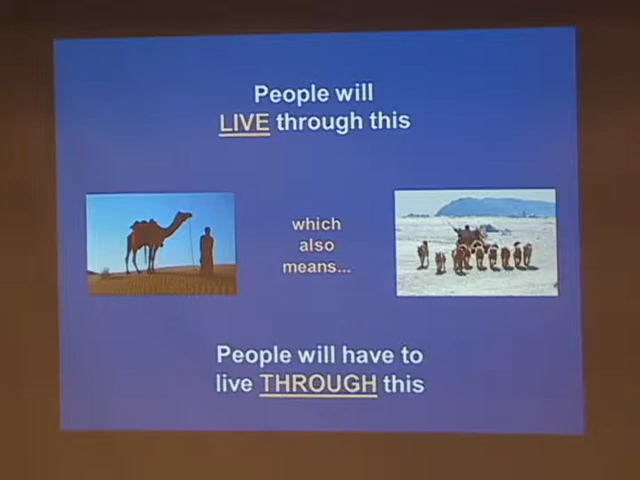 People will
LIVE through this
which
also
means...
People will have to
live THROUGH this